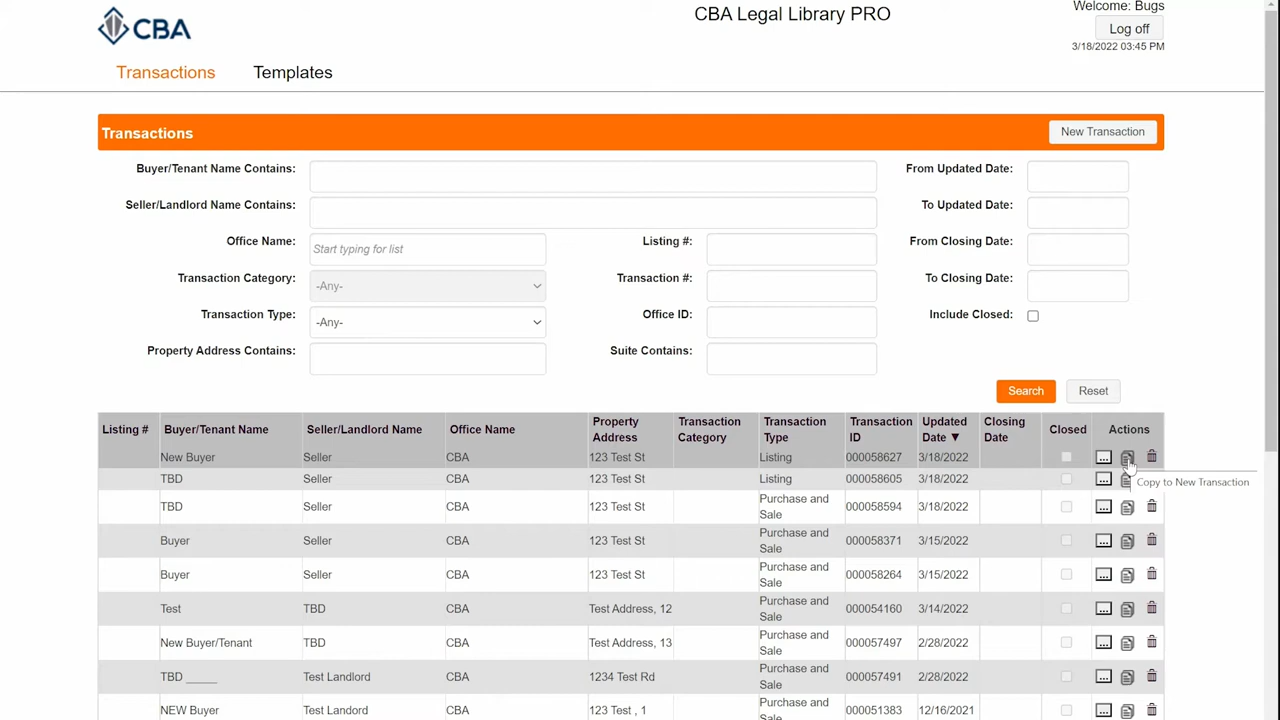 CBA
CBA Legal Library PRO
Welcome: Bugs
Log off
3/18/2022 03:45 PM
Transactions
Templates
Transactions
New Transaction
Buyer/Tenant Name Contains:
From Updated Date:
Seller/Landlord Name Contains:
To Updated Date:
Office Name:
Start typing for list
Listing #:
From Closing Date:
Transaction Category:
-Any-
Transaction #:
To Closing Date:
Transaction Type:
-Any-
Office ID:
Include Closed:
Property Address Contains:
Suite Contains:
Search
Reset
Listing # Buyer/Tenant Name Seller/Landlord Name Office Name Property Address Transaction Category Transaction Type Transaction ID Updated Date ▼ Closing Date Closed Actions
New Buyer Seller CBA 123 Test St Listing 000058627 3/18/2022 ...
TBD Seller CBA 123 Test St Listing 000058605 3/18/2022 ...
Copy to New Transaction
TBD Seller CBA 123 Test St Purchase and Sale 000058594 3/18/2022 ...
Buyer Seller CBA 123 Test St Purchase and Sale 000058371 3/15/2022 ...
Buyer Seller CBA 123 Test St Purchase and Sale 000058264 3/15/2022 ...
Test TBD CBA Test Address, 12 Purchase and Sale 000054160 3/14/2022 ...
New Buyer/Tenant TBD CBA Test Address, 13 Purchase and Sale 000057497 2/28/2022 ...
TBD _____ Test Landlord CBA 1234 Test Rd Purchase and Sale 000057491 2/28/2022 ...
NEW Buyer Test Landord CBA 123 Test , 1 Purchase and Sale 000051383 12/16/2021 ...